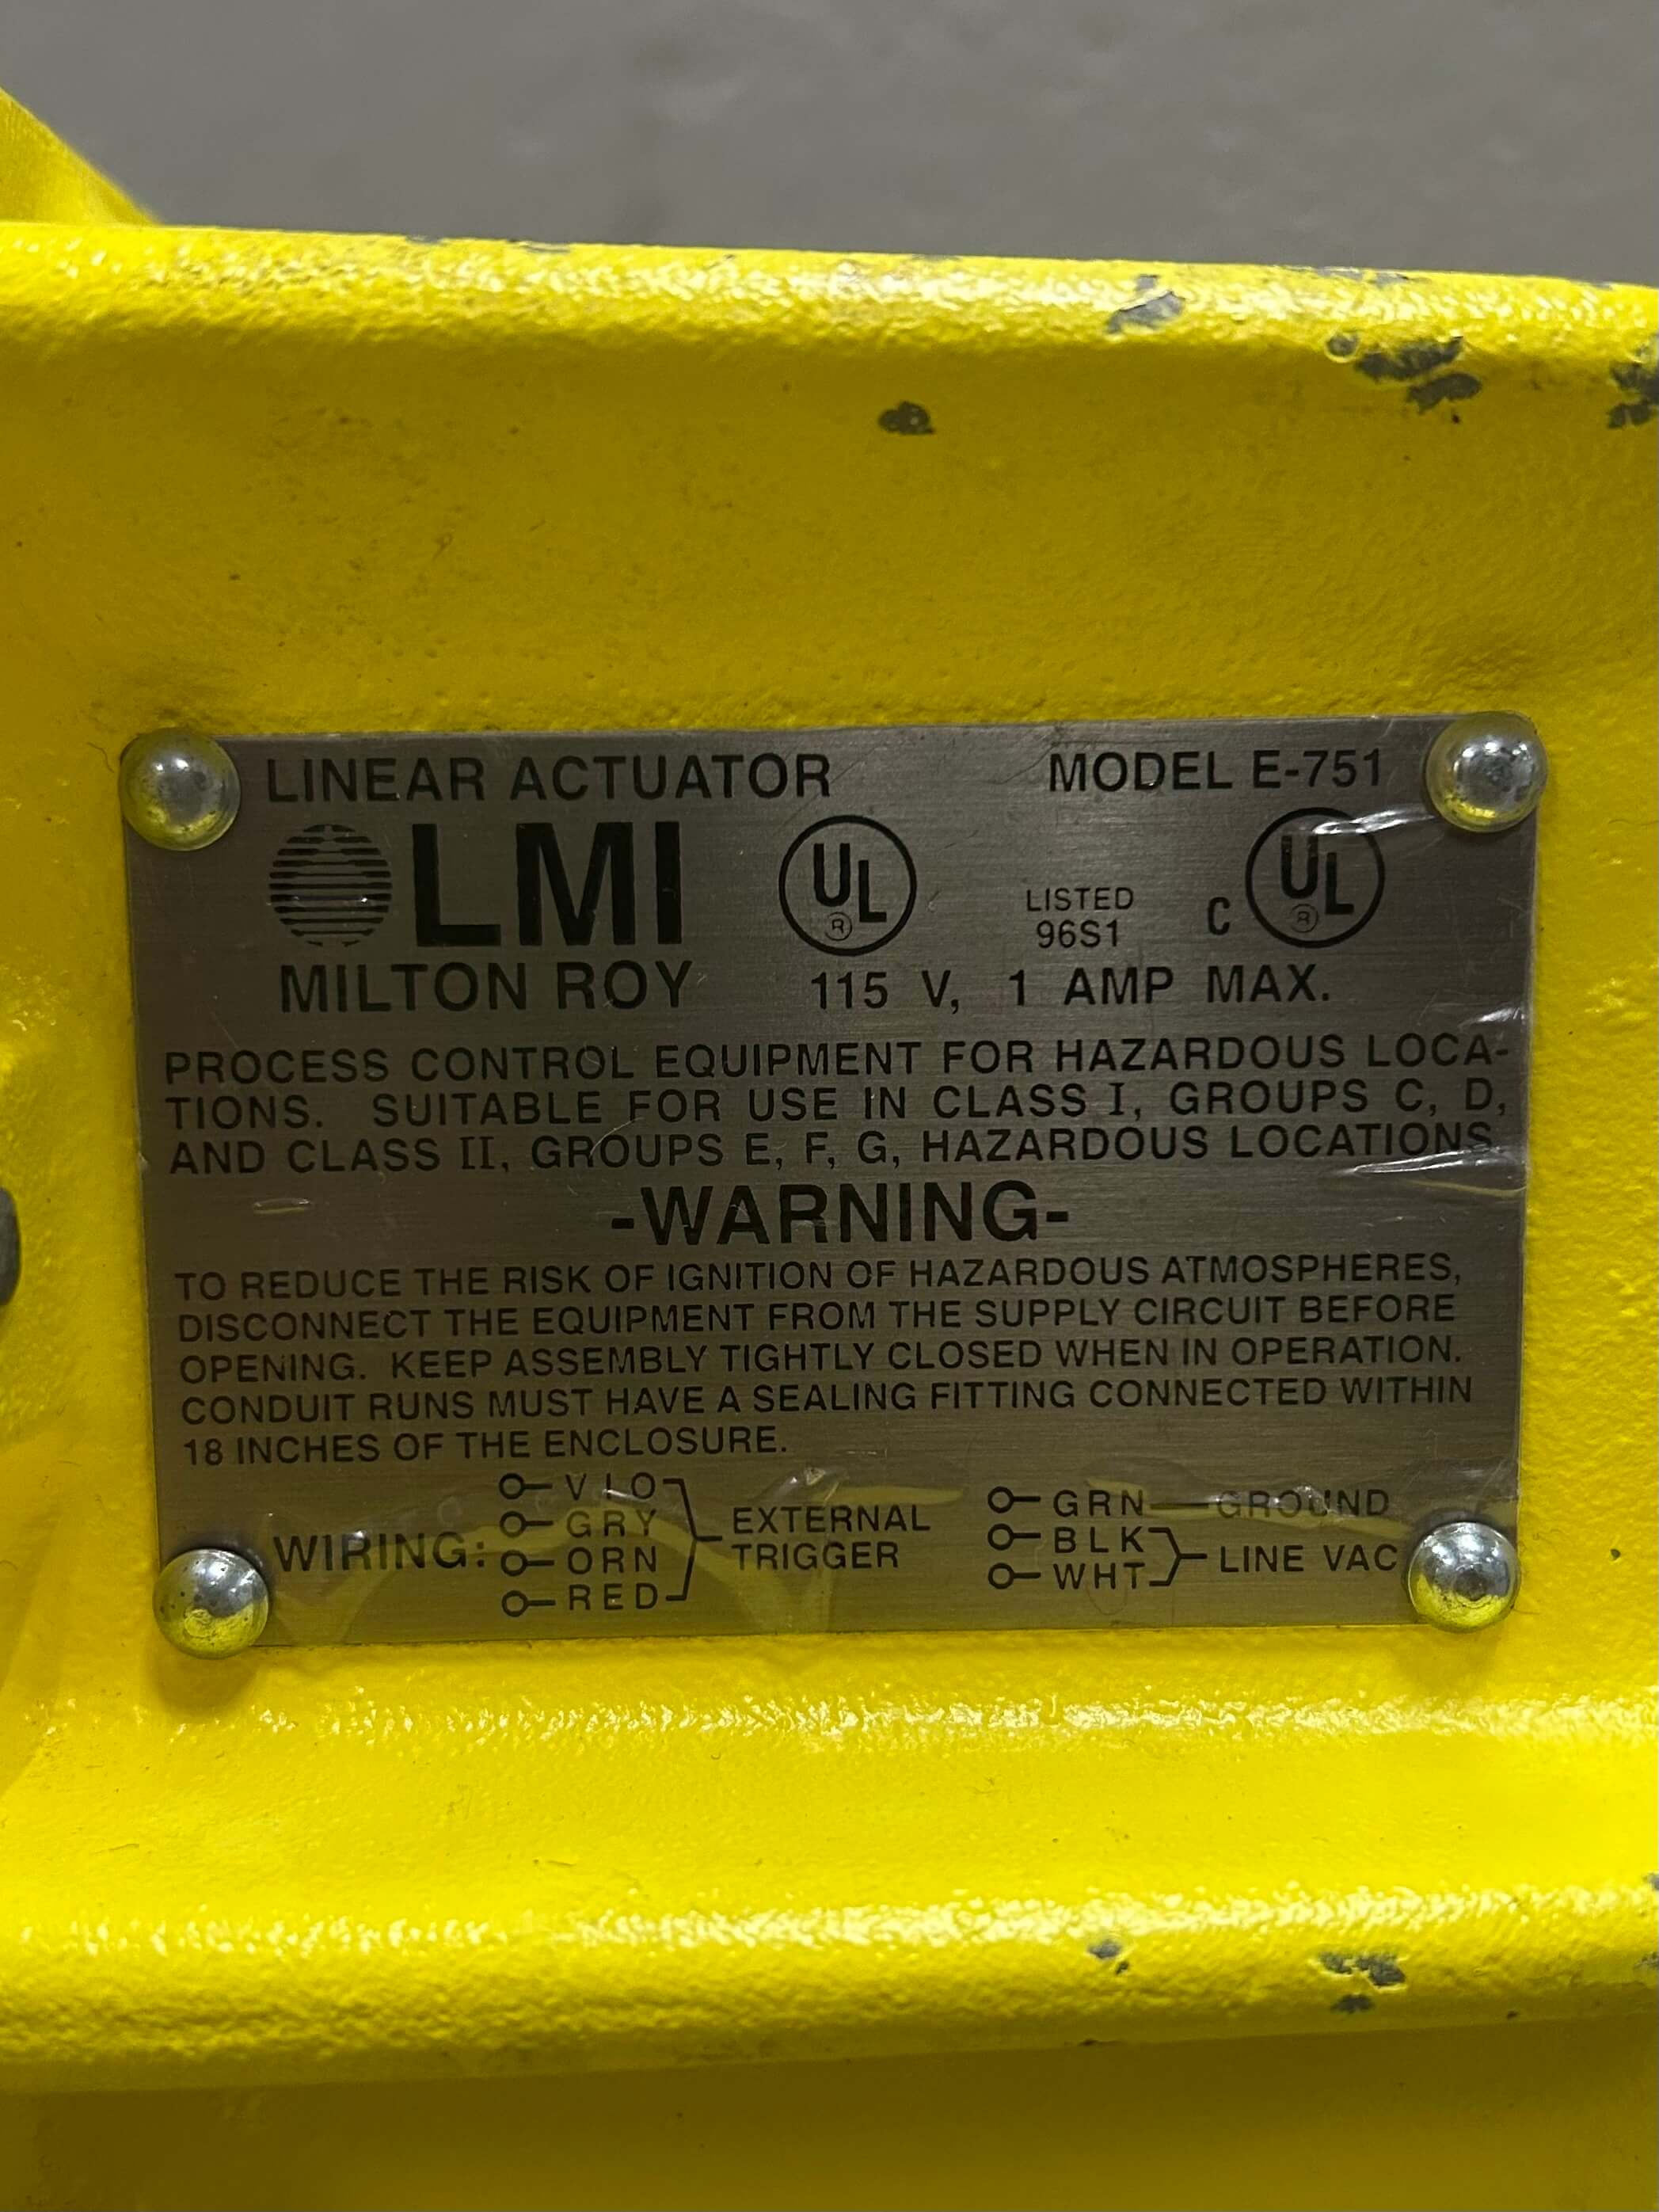 LINEAR ACTUATOR MODEL E-751
LMI UL ® LISTED 96S1 C UL ®
MILTON ROY 115 V, 1 AMP MAX.
PROCESS CONTROL EQUIPMENT FOR HAZARDOUS LOCA-
TIONS. SUITABLE FOR USE IN CLASS I, GROUPS C, D,
AND CLASS II, GROUPS E, F, G, HAZARDOUS LOCATIONS.
-WARNING-
TO REDUCE THE RISK OF IGNITION OF HAZARDOUS ATMOSPHERES,
DISCONNECT THE EQUIPMENT FROM THE SUPPLY CIRCUIT BEFORE
OPENING. KEEP ASSEMBLY TIGHTLY CLOSED WHEN IN OPERATION.
CONDUIT RUNS MUST HAVE A SEALING FITTING CONNECTED WITHIN
18 INCHES OF THE ENCLOSURE.
WIRING:
VIO
GRY
ORN
RED
EXTERNAL
TRIGGER
GRN GROUND
BLK
WHT
LINE VAC